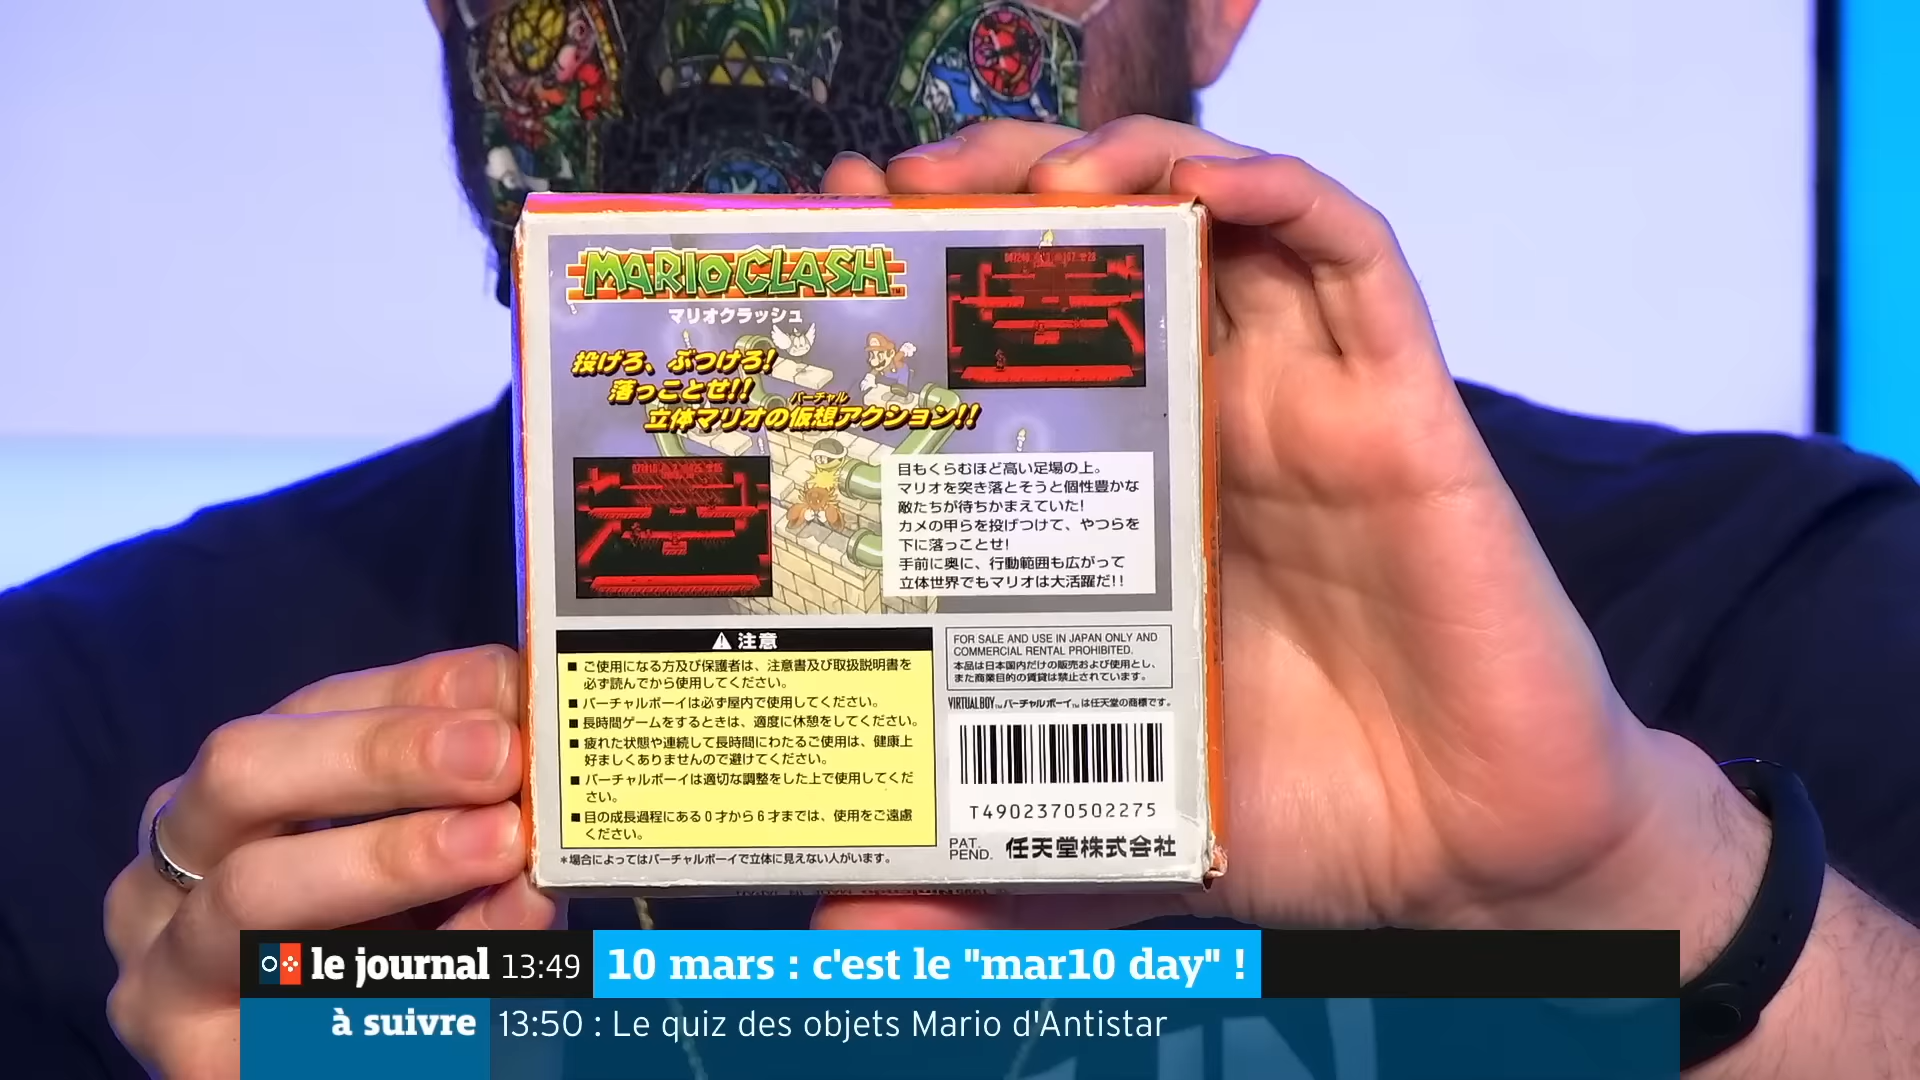 MARIO CLASH
マリオクラッシュ
投げろ、ぶつけろ!
落っことせ!!
バーチャル
立体マリオの仮想アクション!!
目もくらむほど高い足場の上。
マリオを突き落とそうと個性豊かな
敵たちが待ちかまえていた!
カメの甲らを投げつけて、やつらを
下に落っことせ!
手前に奥に、行動範囲も広がって
立体世界でもマリオは大活躍だ!!
注意
■ ご使用になる方及び保護者は、注意書及び取扱説明書を
必ず読んでから使用してください。
■ バーチャルボーイは必ず屋内で使用してください。
■ 長時間ゲームをするときは、適度に休憩をしてください。
■ 疲れた状態や連続して長時間にわたるご使用は、健康上
好ましくありませんので避けてください。
■ バーチャルボーイは適切な調整をした上で使用してくだ
さい。
■ 目の成長過程にある0才から6才までは、使用をご遠慮
ください。
*場合によってはバーチャルボーイで立体に見えない人がいます。
FOR SALE AND USE IN JAPAN ONLY AND
COMMERCIAL RENTAL PROHIBITED.
本品は日本国内だけの販売および使用とし、
また商業目的の賃貸は禁止されています。
VIRTUAL BOY™バーチャルボーイ™は任天堂の商標です。
T4902370502275
PAT. PEND. 任天堂株式会社
le journal 13:49 10 mars : c'est le "mar10 day" !
à suivre 13:50 : Le quiz des objets Mario d'Antistar